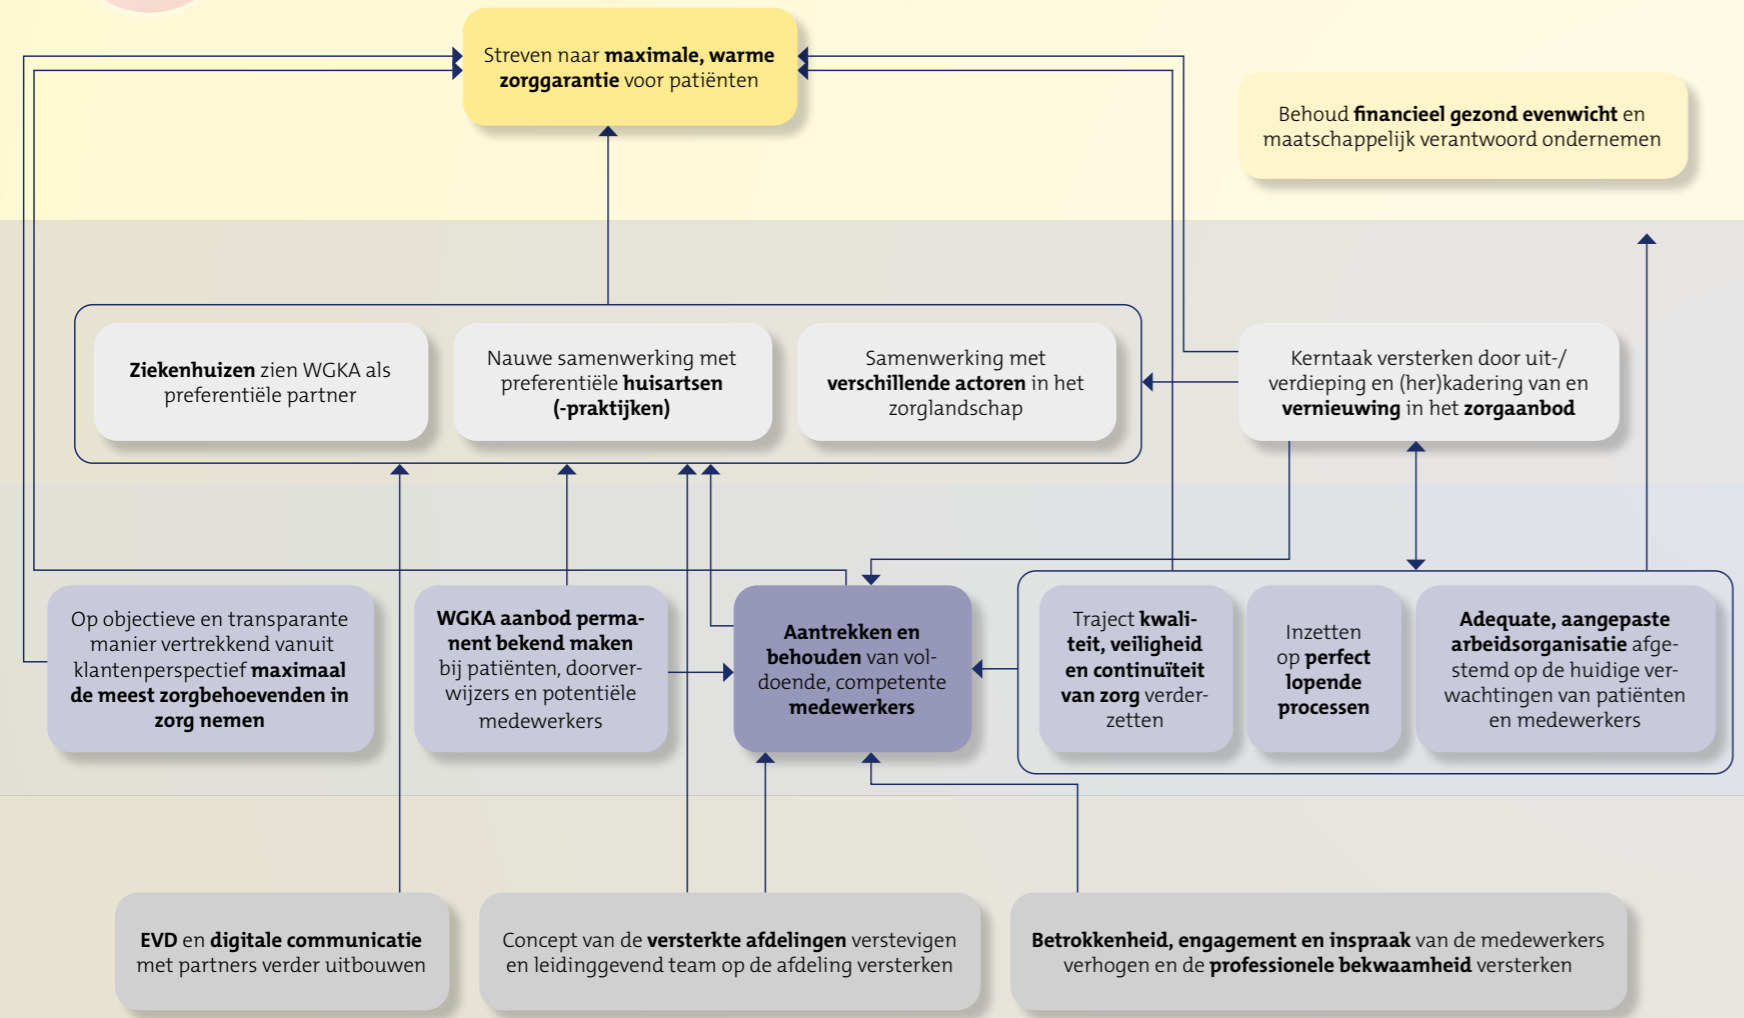 Streven naar maximale, warme
zorggarantie voor patiënten
Behoud financieel gezond evenwicht en
maatschappelijk verantwoord ondernemen
Ziekenhuizen zien WGKA als
preferentiële partner
Nauwe samenwerking met
preferentiële huisartsen
(-praktijken)
Samenwerking met
verschillende actoren in het
zorglandschap
Kerntaak versterken door uit-/
verdieping en (her)kadering van en
vernieuwing in het zorgaanbod
Op objectieve en transparante
manier vertrekkend vanuit
klantenperspectief maximaal
de meest zorgbehoevenden in
zorg nemen
WGKA aanbod perma-
nent bekend maken
bij patiënten, doorver-
wijzers en potentiële
medewerkers
Aantrekken en
behouden van vol-
doende, competente
medewerkers
Traject kwali-
teit, veiligheid
en continuïteit
van zorg verder-
zetten
Inzetten
op perfect
lopende
processen
Adequate, aangepaste
arbeidsorganisatie afge-
stemd op de huidige ver-
wachtingen van patiënten
en medewerkers
EVD en digitale communicatie
met partners verder uitbouwen
Concept van de versterkte afdelingen verstevigen
en leidinggevend team op de afdeling versterken
Betrokkenheid, engagement en inspraak van de medewerkers
verhogen en de professionele bekwaamheid versterken